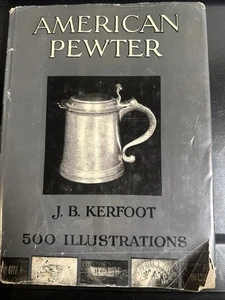 AMERICAN
PEWTER
J. B. KERFOOT
500 ILLUSTRATIONS